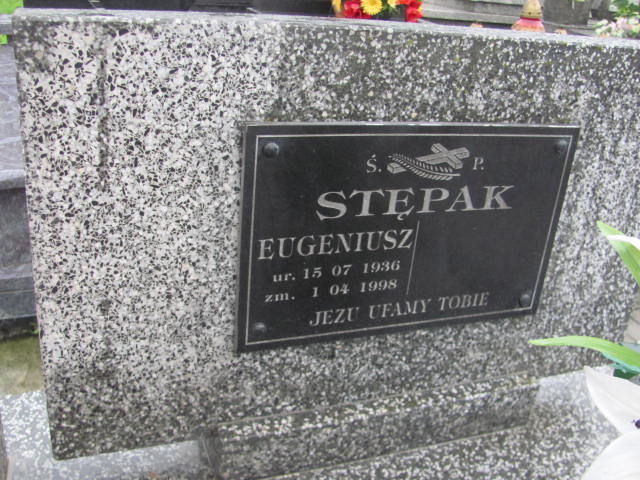 Ś. P.
STĘPAK
EUGENIUSZ
ur. 15 07 1936
zm. 1 04 1998
JEZU UFAMY TOBIE